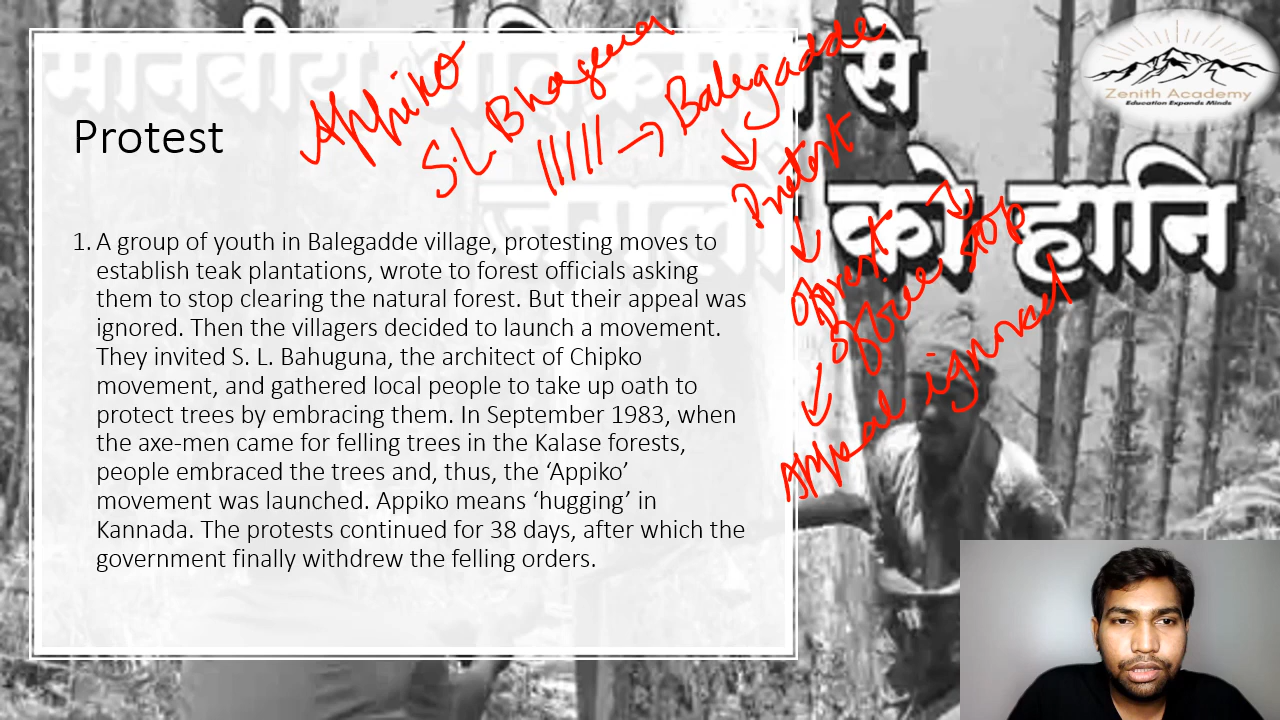 मानवीय
से
को हानि
Zenith Academy
Education Expands Minds
Protest
Appiko
S.L Bhaguna
Balegadde
Protest
Forest
Office stop
Appeal ignored
1. A group of youth in Balegadde village, protesting moves to
establish teak plantations, wrote to forest officials asking
them to stop clearing the natural forest. But their appeal was
ignored. Then the villagers decided to launch a movement.
They invited S. L. Bahuguna, the architect of Chipko
movement, and gathered local people to take up oath to
protect trees by embracing them. In September 1983, when
the axe-men came for felling trees in the Kalase forests,
people embraced the trees and, thus, the ‘Appiko’
movement was launched. Appiko means ‘hugging’ in
Kannada. The protests continued for 38 days, after which the
government finally withdrew the felling orders.